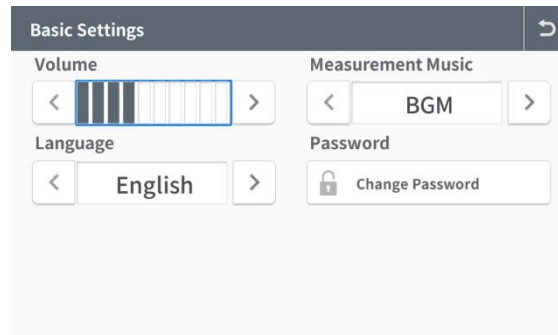 Basic Settings
Volume
Measurement Music
BGM
Language
Password
English
Change Password